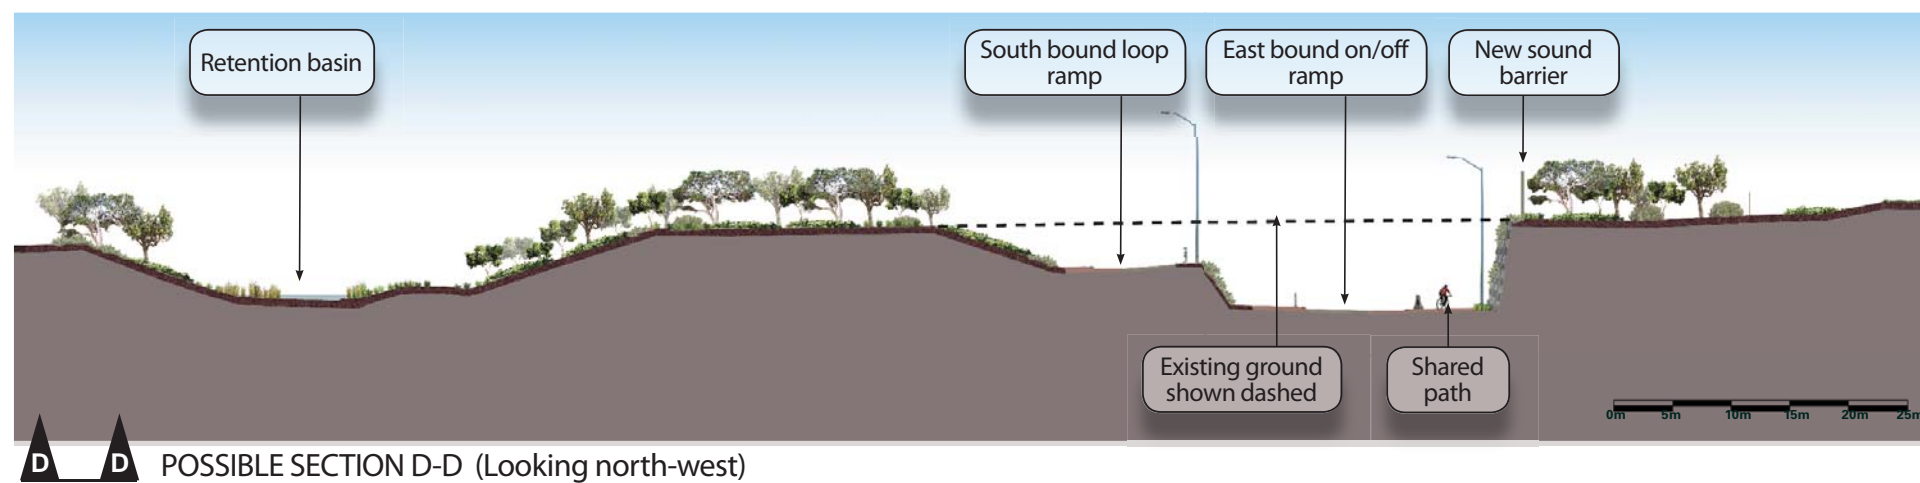 Retention basin
South bound loop
ramp
East bound on/off
ramp
New sound
barrier
Existing ground
shown dashed
Shared
path
0m 5m 10m 15m 20m 25m
D D POSSIBLE SECTION D-D (Looking north-west)